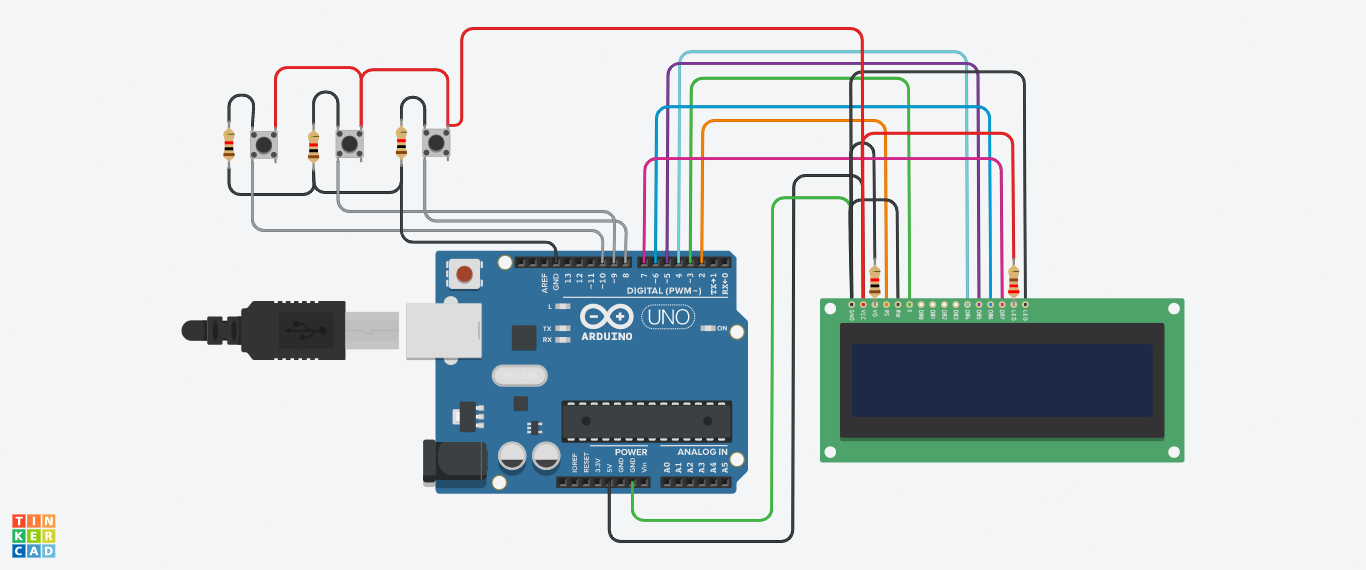 AREF
GND
13
12
~11
~10
~9
8
7
~6
~5
4
~3
2
TX→1
RX←0
DIGITAL (PWM~)
L
TX
RX
ARDUINO
UNO
ON
POWER
ANALOG IN
IOREF
RESET
3.3V
5V
GND
GND
Vin
A0
A1
A2
A3
A4
A5
GND
VCC
VO
RS
RW
E
DB0
DB1
DB2
DB3
DB4
DB5
DB6
DB7
LED
LED
TIN
KER
CAD